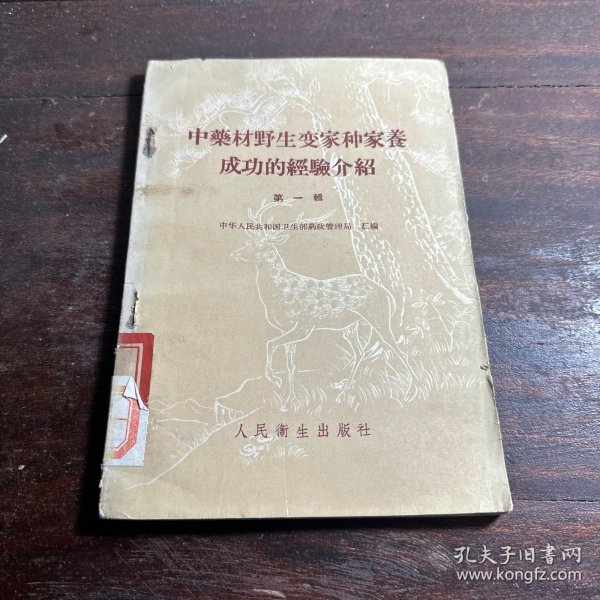 中藥材野生变家种家養
成功的經驗介紹
第一輯
中华人民共和国卫生部药政管理局 汇編
人民衞生出版社
孔夫子旧书网
www.kongfz.com